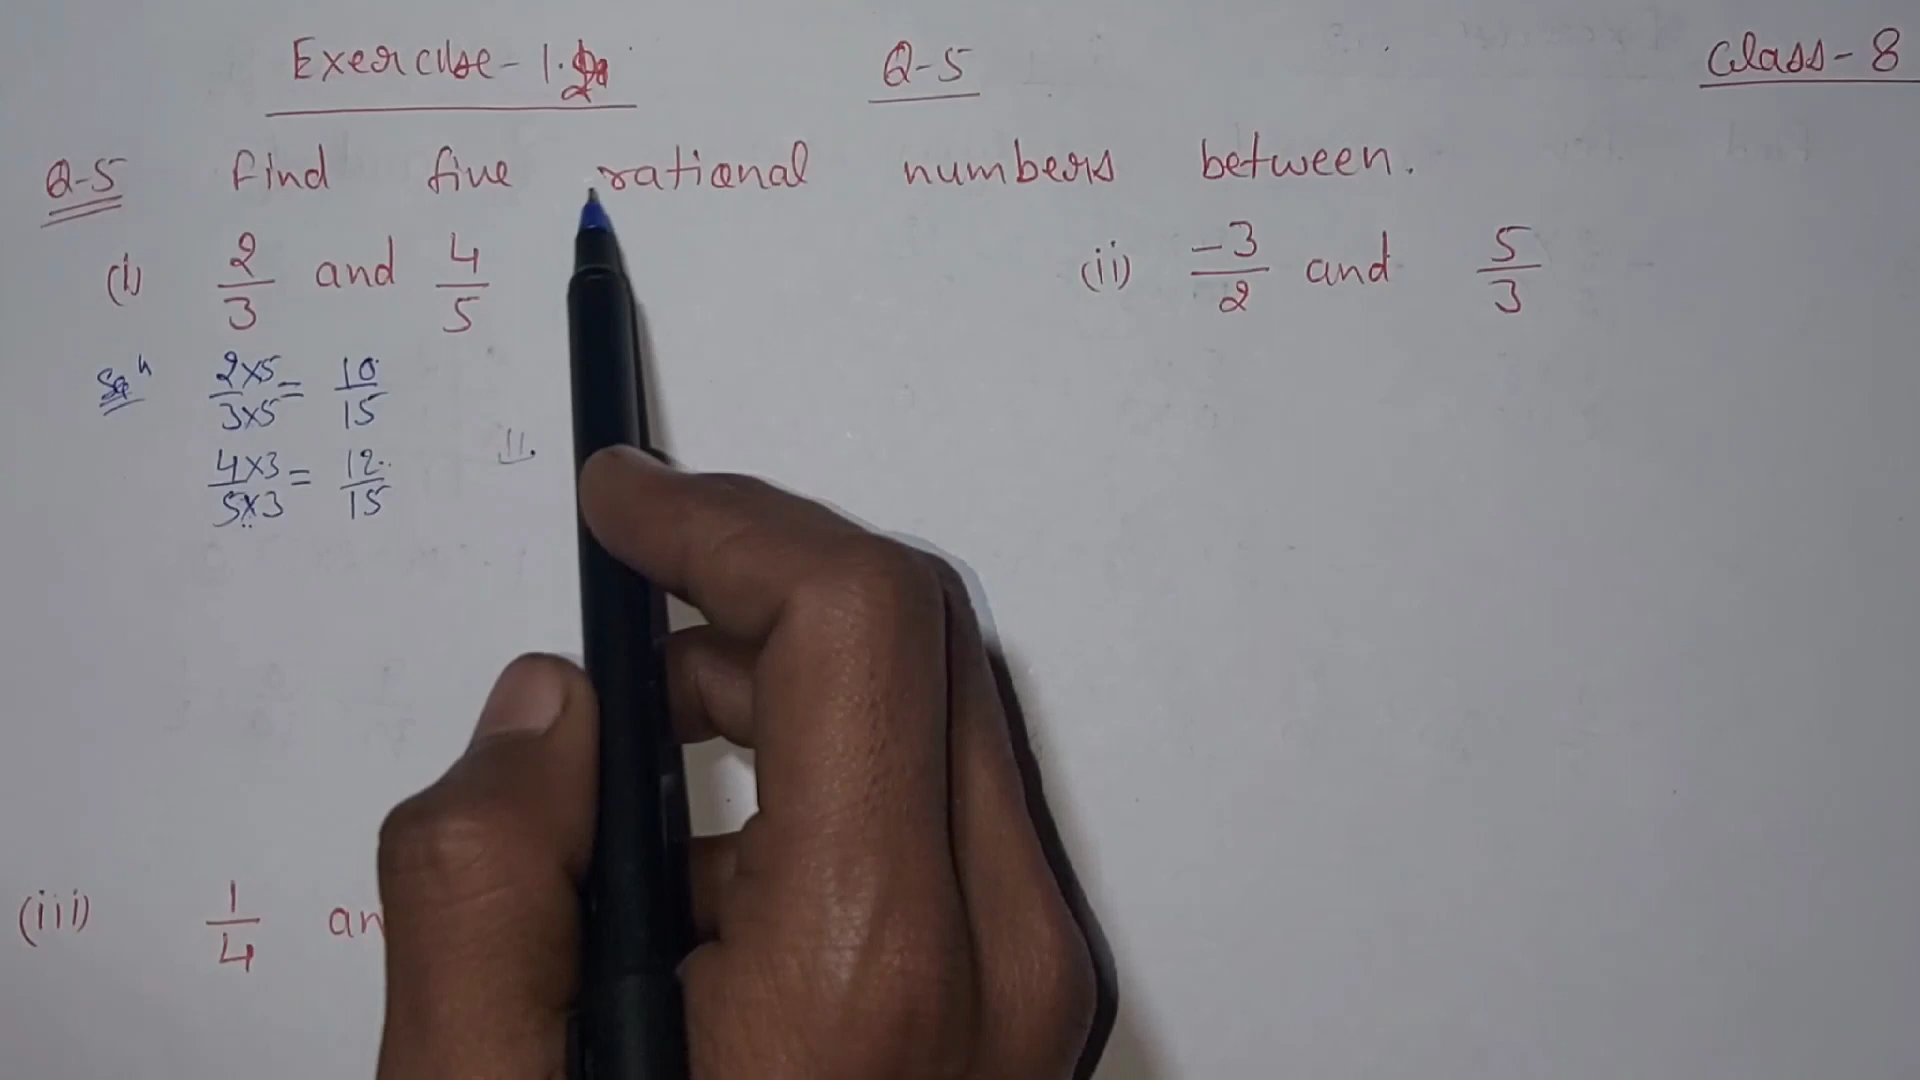 Exercise - 1.2 Q-5 Class - 8
Q-5 Find five rational numbers between.
(i) 2/3 and 4/5 (ii) -3/2 and 5/3
Solⁿ 2×5/3×5 = 10/15
4×3/5×3 = 12/15 11.
(iii) 1/4 an